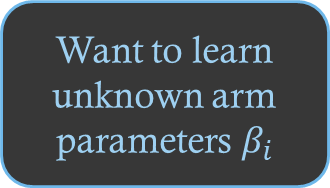 Want to learn
unknown arm
parameters βᵢ